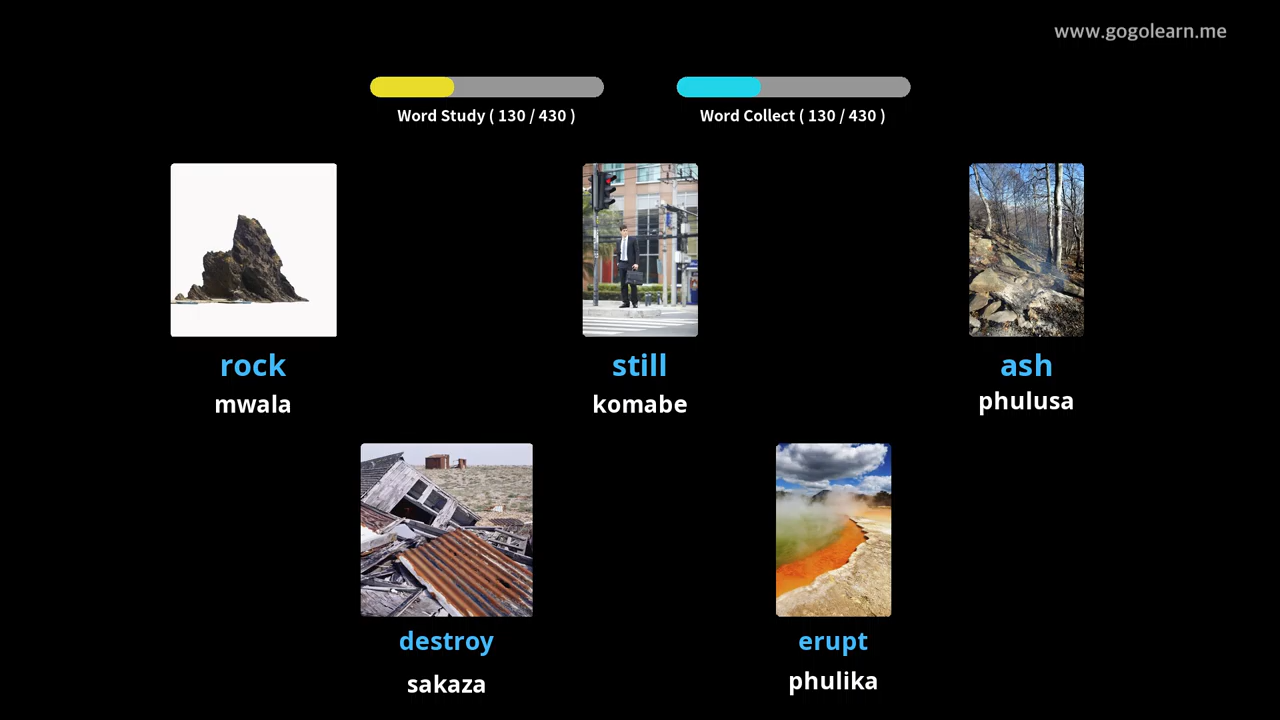 www.gogolearn.me
Word Study ( 130 / 430 )
Word Collect ( 130 / 430 )
rock
mwala
still
komabe
ash
phulusa
destroy
sakaza
erupt
phulika